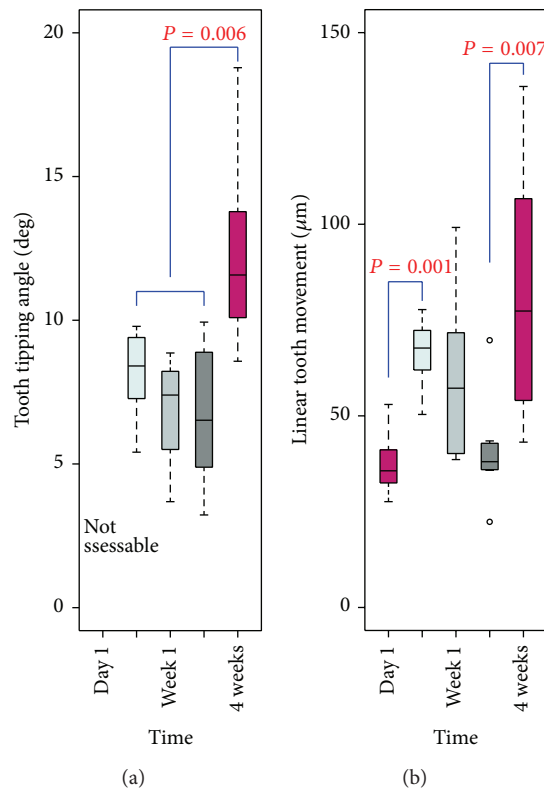 20
15
10
5
0
Tooth tipping angle (deg)
P = 0.006
Not
ssessable
Day 1
Week 1
4 weeks
Time
(a)
150
100
50
0
Linear tooth movement (μm)
P = 0.007
P = 0.001
Day 1
Week 1
4 weeks
Time
(b)